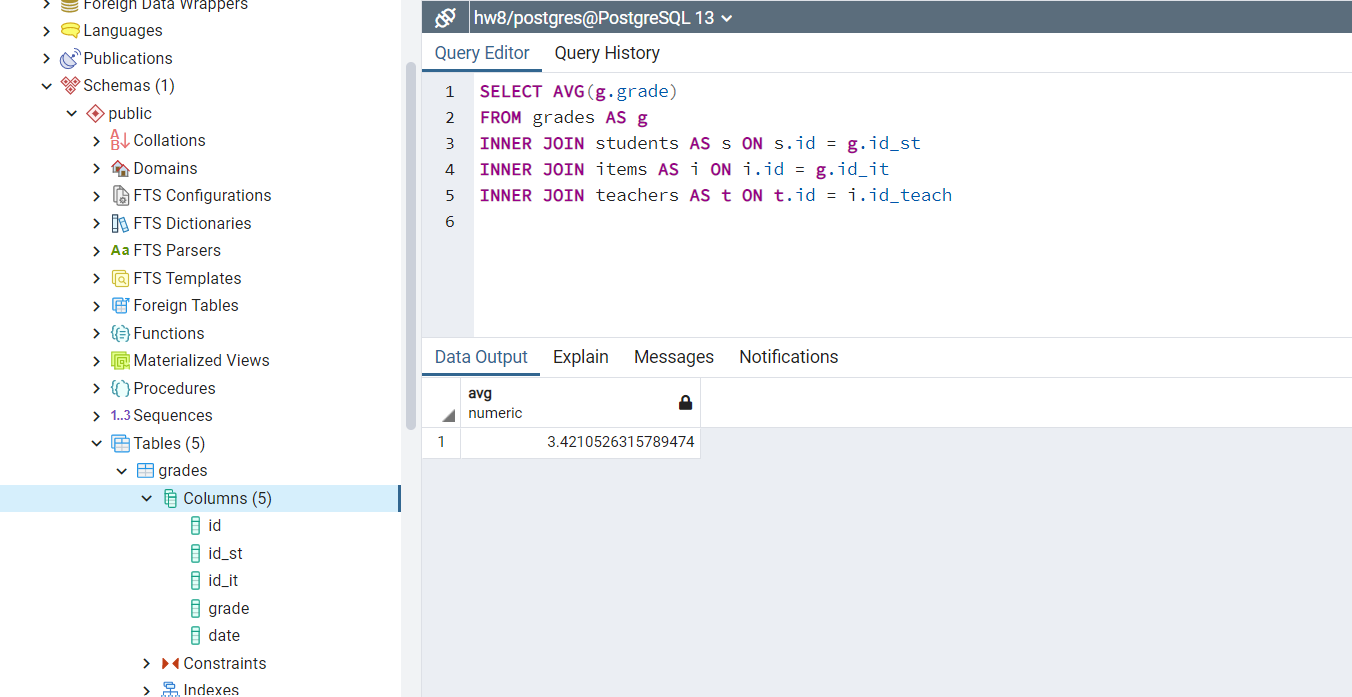 Foreign Data Wrappers
Languages
Publications
Schemas (1)
public
Collations
Domains
FTS Configurations
FTS Dictionaries
Aa FTS Parsers
FTS Templates
Foreign Tables
Functions
Materialized Views
Procedures
1..3 Sequences
Tables (5)
grades
Columns (5)
id
id_st
id_it
grade
date
Constraints
Indexes
hw8/postgres@PostgreSQL 13
Query Editor Query History
1 SELECT AVG(g.grade)
2 FROM grades AS g
3 INNER JOIN students AS s ON s.id = g.id_st
4 INNER JOIN items AS i ON i.id = g.id_it
5 INNER JOIN teachers AS t ON t.id = i.id_teach
6
Data Output Explain Messages Notifications
avg
numeric
1 3.4210526315789474